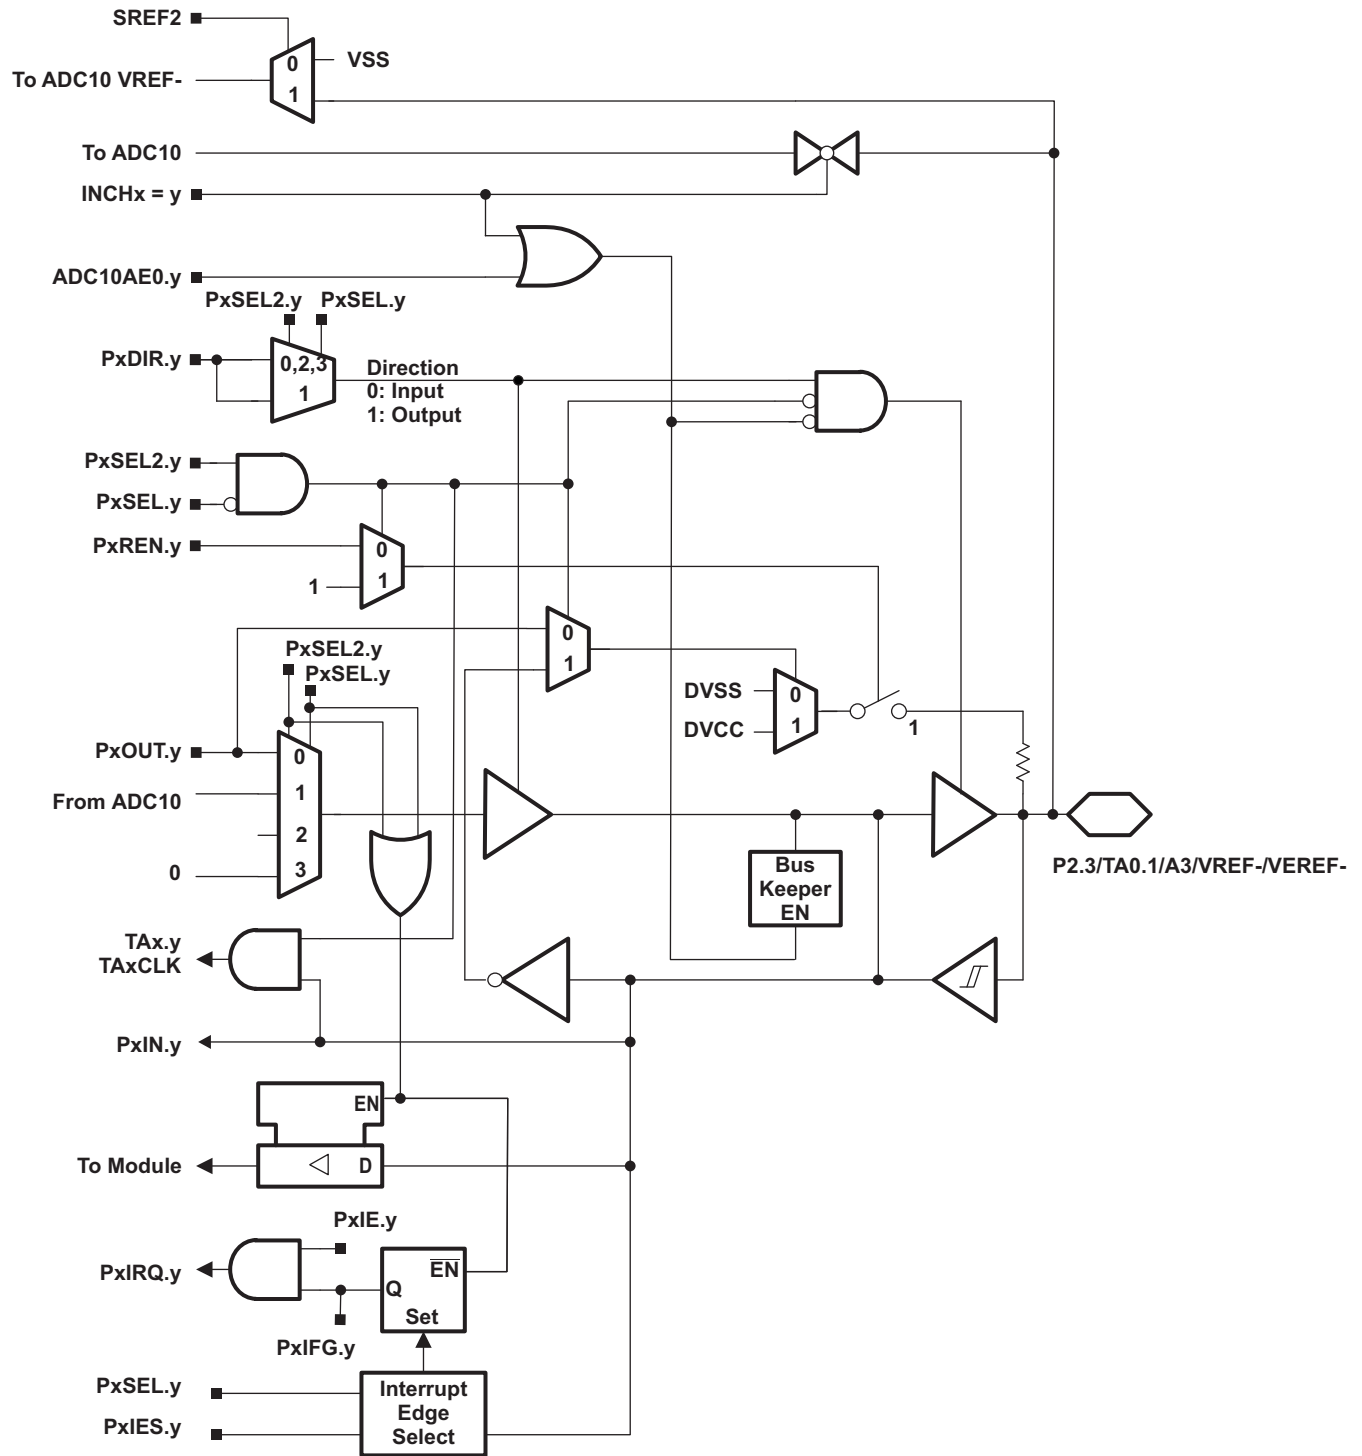 SREF2
0
VSS
To ADC10 VREF-
1
To ADC10
INCHx = y
ADC10AE0.y
PxSEL2.y PxSEL.y
PxDIR.y
0,2,3
1
Direction
0: Input
1: Output
PxSEL2.y
PxSEL.y
PxREN.y
0
1
1
0
1
PxSEL2.y
PxSEL.y
DVSS
0
DVCC
1
1
PxOUT.y
0
From ADC10
1
2
0
3
Bus
Keeper
EN
P2.3/TA0.1/A3/VREF-/VEREF-
TAx.y
TAxCLK
PxIN.y
EN
To Module
D
PxIE.y
PxIRQ.y
EN
Q
Set
PxIFG.y
PxSEL.y
PxIES.y
Interrupt
Edge
Select